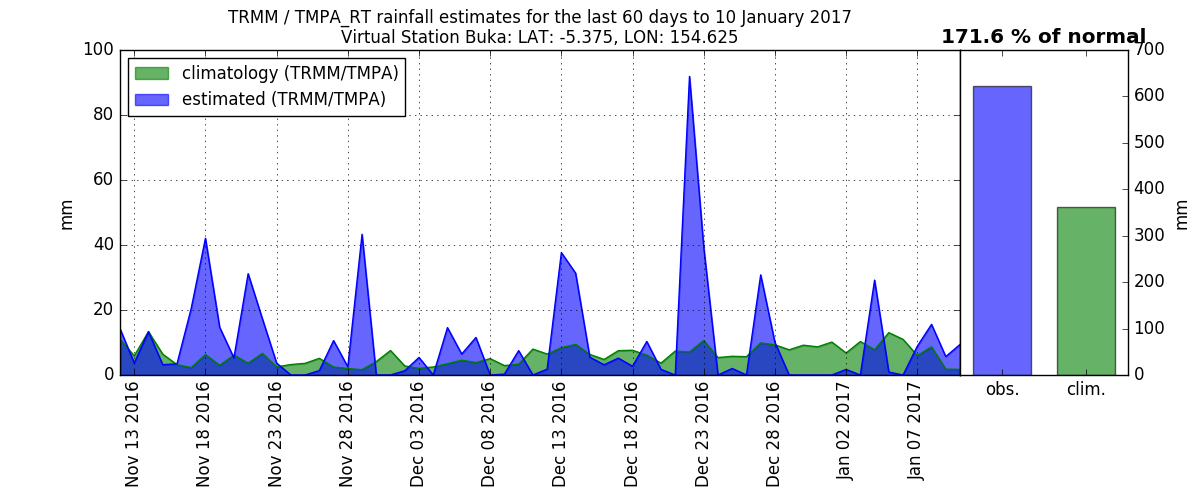 TRMM / TMPA_RT rainfall estimates for the last 60 days to 10 January 2017
Virtual Station Buka: LAT: -5.375, LON: 154.625
171.6 % of normal
climatology (TRMM/TMPA)
estimated (TRMM/TMPA)
100
80
60
40
20
0
mm
Nov 13 2016
Nov 18 2016
Nov 23 2016
Nov 28 2016
Dec 03 2016
Dec 08 2016
Dec 13 2016
Dec 18 2016
Dec 23 2016
Dec 28 2016
Jan 02 2017
Jan 07 2017
700
600
500
400
300
200
100
0
mm
obs.
clim.